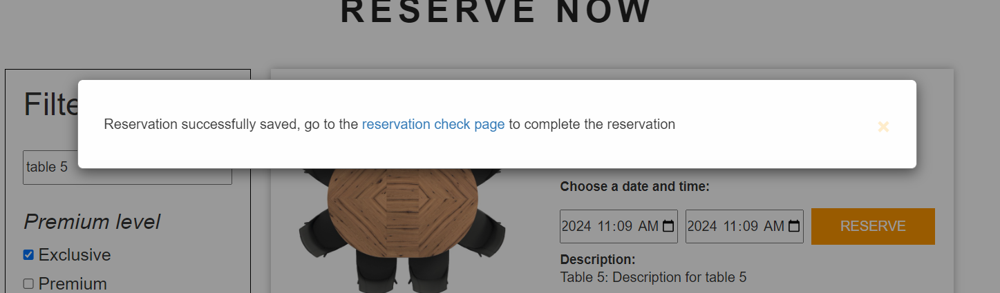 RESERVE NOW
Filte
Reservation successfully saved, go to the reservation check page to complete the reservation
×
table 5
Premium level
Exclusive
Premium
Choose a date and time:
2024 11:09 AM 2024 11:09 AM RESERVE
Description:
Table 5: Description for table 5